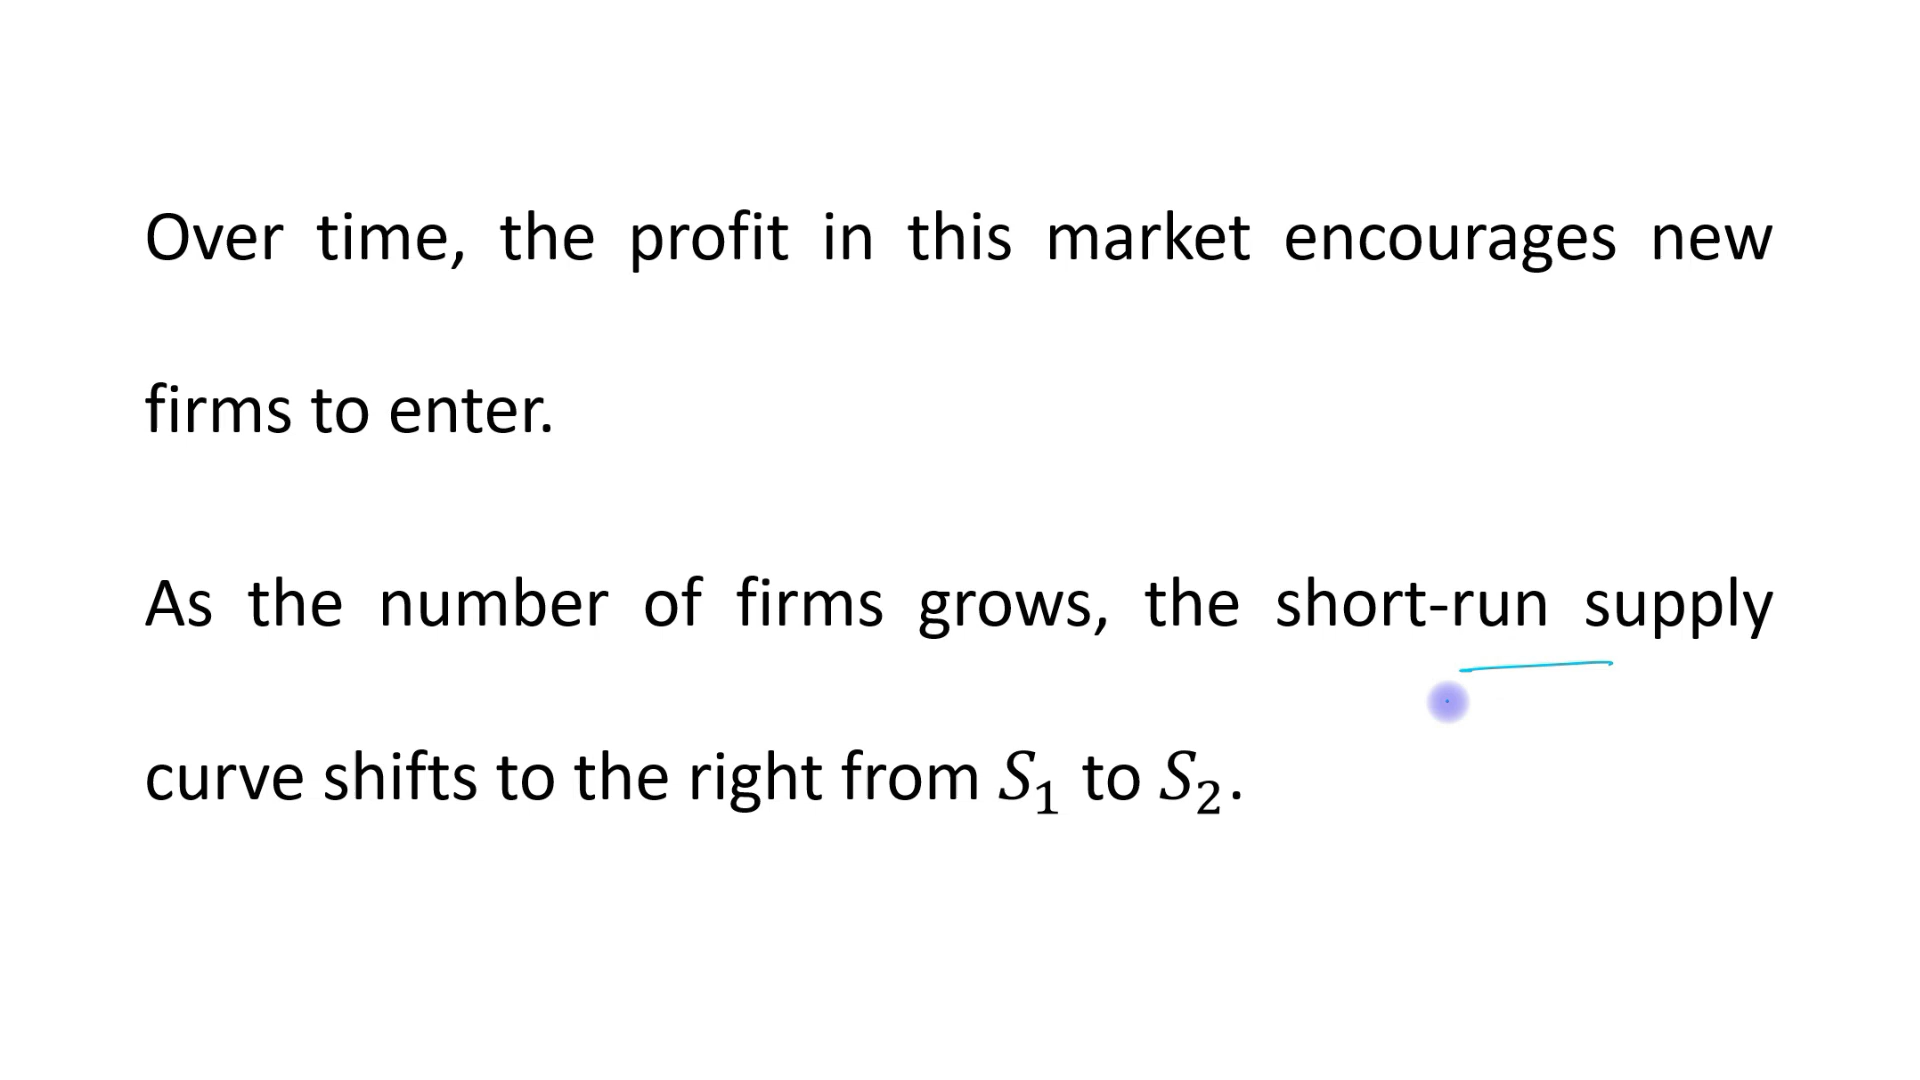 Over time, the profit in this market encourages new
firms to enter.
As the number of firms grows, the short-run supply
curve shifts to the right from S₁ to S₂.